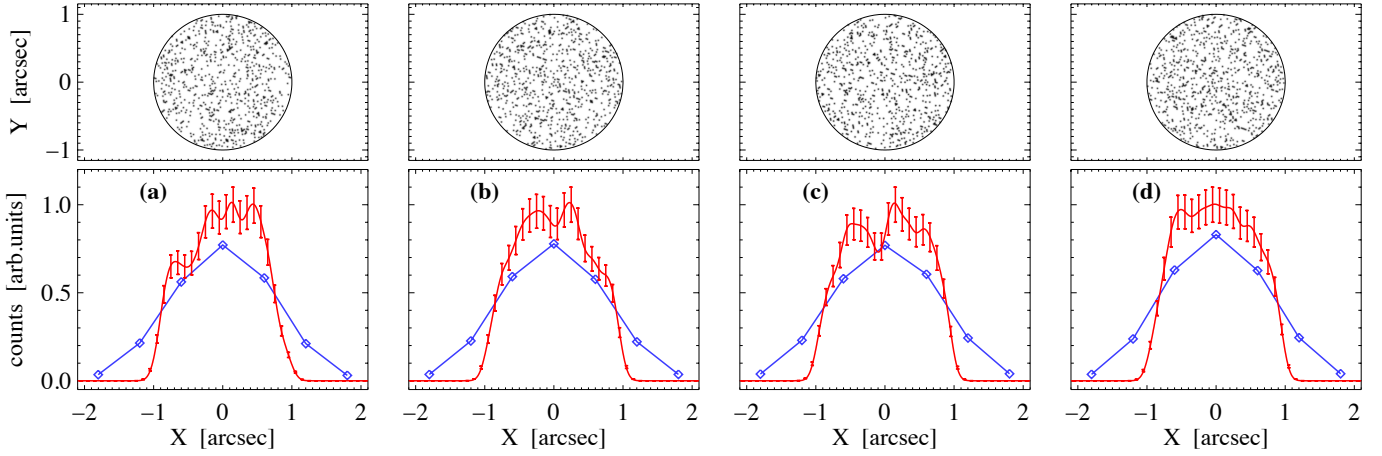 1
0
−1
Y [arcsec]
(a) (b) (c) (d)
1.0
0.5
0.0
counts [arb.units]
−2 −1 0 1 2 −2 −1 0 1 2 −2 −1 0 1 2 −2 −1 0 1 2
X [arcsec] X [arcsec] X [arcsec] X [arcsec]